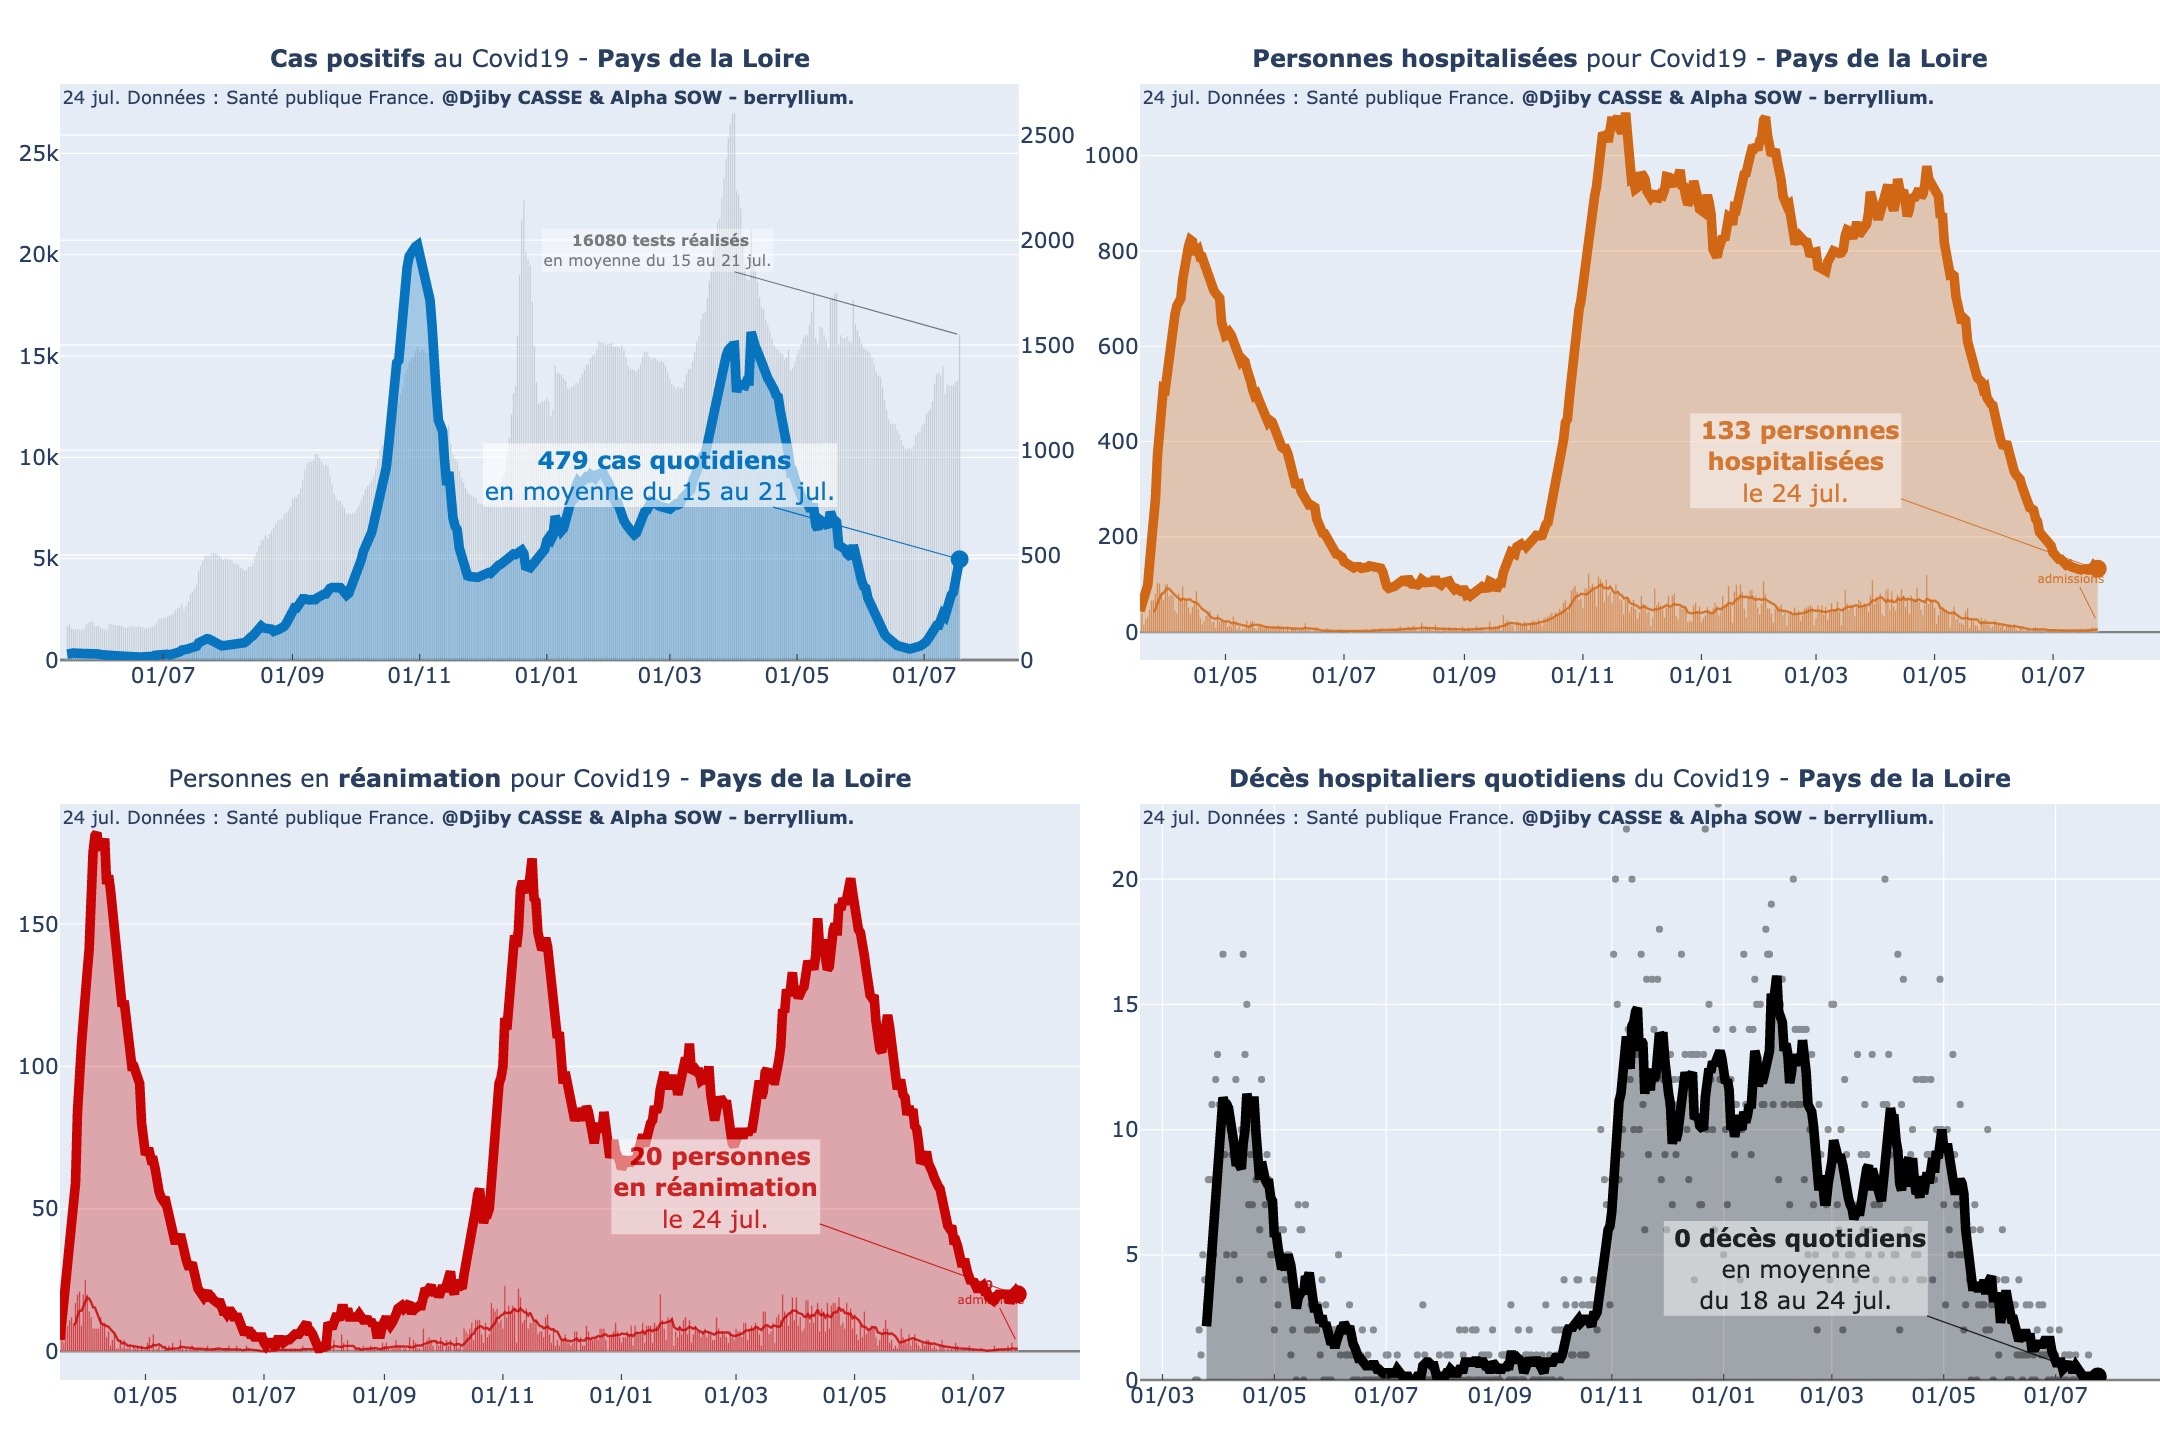 Cas positifs au Covid19 - Pays de la Loire
24 jul. Données : Santé publique France. @Djiby CASSE & Alpha SOW - berryllium.
25k
20k
15k
10k
5k
0
2500
2000
1500
1000
500
0
16080 tests réalisés
en moyenne du 15 au 21 jul.
479 cas quotidiens
en moyenne du 15 au 21 jul.
01/07 01/09 01/11 01/01 01/03 01/05 01/07
Personnes hospitalisées pour Covid19 - Pays de la Loire
24 jul. Données : Santé publique France. @Djiby CASSE & Alpha SOW - berryllium.
1000
800
600
400
200
0
133 personnes
hospitalisées
le 24 jul.
admissions
01/05 01/07 01/09 01/11 01/01 01/03 01/05 01/07
Personnes en réanimation pour Covid19 - Pays de la Loire
24 jul. Données : Santé publique France. @Djiby CASSE & Alpha SOW - berryllium.
150
100
50
0
20 personnes
en réanimation
le 24 jul.
01/05 01/07 01/09 01/11 01/01 01/03 01/05 01/07
Décès hospitaliers quotidiens du Covid19 - Pays de la Loire
24 jul. Données : Santé publique France. @Djiby CASSE & Alpha SOW - berryllium.
20
15
10
5
0
0 décès quotidiens
en moyenne
du 18 au 24 jul.
01/03 01/05 01/07 01/09 01/11 01/01 01/03 01/05 01/07